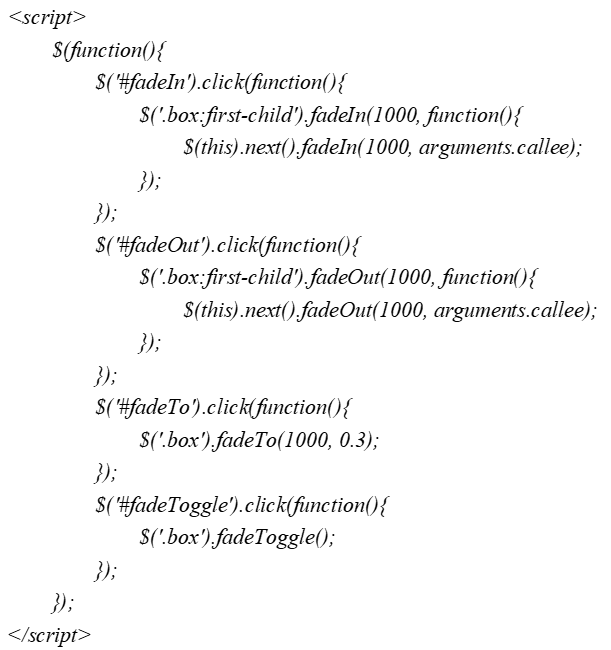 <script>
$(function(){
$('#fadeIn').click(function(){
$('.box:first-child').fadeIn(1000, function(){
$(this).next().fadeIn(1000, arguments.callee);
});
});
$('#fadeOut').click(function(){
$('.box:first-child').fadeOut(1000, function(){
$(this).next().fadeOut(1000, arguments.callee);
});
});
$('#fadeTo').click(function(){
$('.box').fadeTo(1000, 0.3);
});
$('#fadeToggle').click(function(){
$('.box').fadeToggle();
});
});
</script>